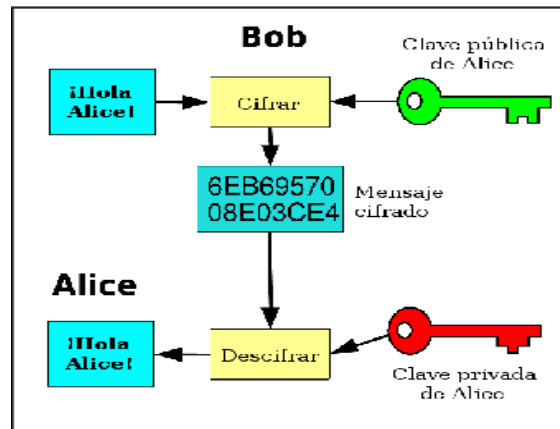 Bob
Clave pública
de Alice
¡Hola
Alice!
Cifrar
6EB69570
08E03CE4
Mensaje
cifrado
Alice
¡Hola
Alice!
Descifrar
Clave privada
de Alice